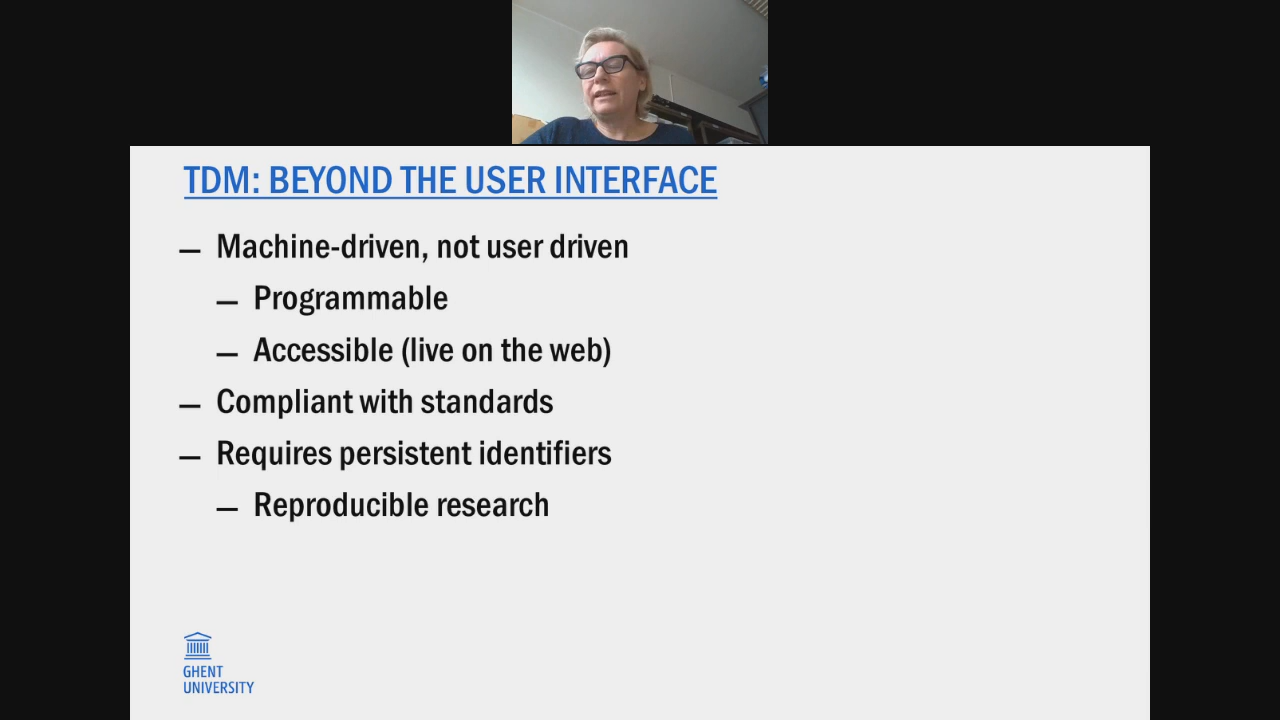 TDM: BEYOND THE USER INTERFACE
— Machine-driven, not user driven
— Programmable
— Accessible (live on the web)
— Compliant with standards
— Requires persistent identifiers
— Reproducible research
GHENT
UNIVERSITY